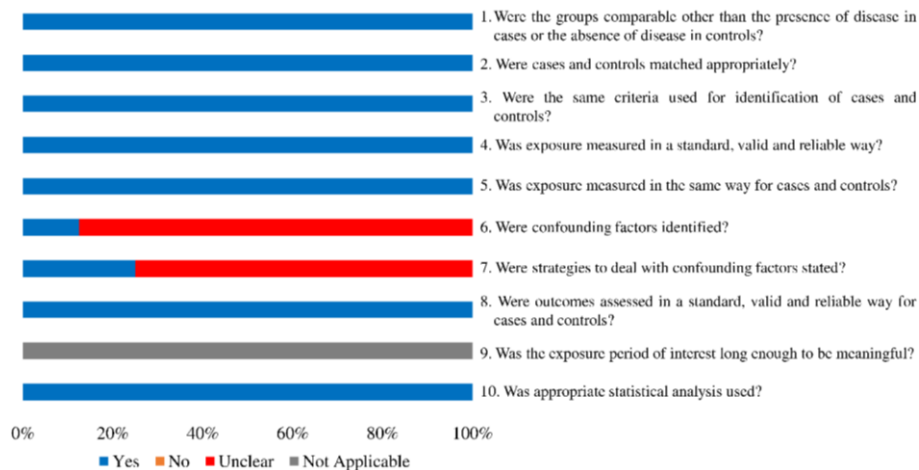 1. Were the groups comparable other than the presence of disease in
cases or the absence of disease in controls?
2. Were cases and controls matched appropriately?
3. Were the same criteria used for identification of cases and
controls?
4. Was exposure measured in a standard, valid and reliable way?
5. Was exposure measured in the same way for cases and controls?
6. Were confounding factors identified?
7. Were strategies to deal with confounding factors stated?
8. Were outcomes assessed in a standard, valid and reliable way for
cases and controls?
9. Was the exposure period of interest long enough to be meaningful?
10. Was appropriate statistical analysis used?
0% 20% 40% 60% 80% 100%
Yes No Unclear Not Applicable